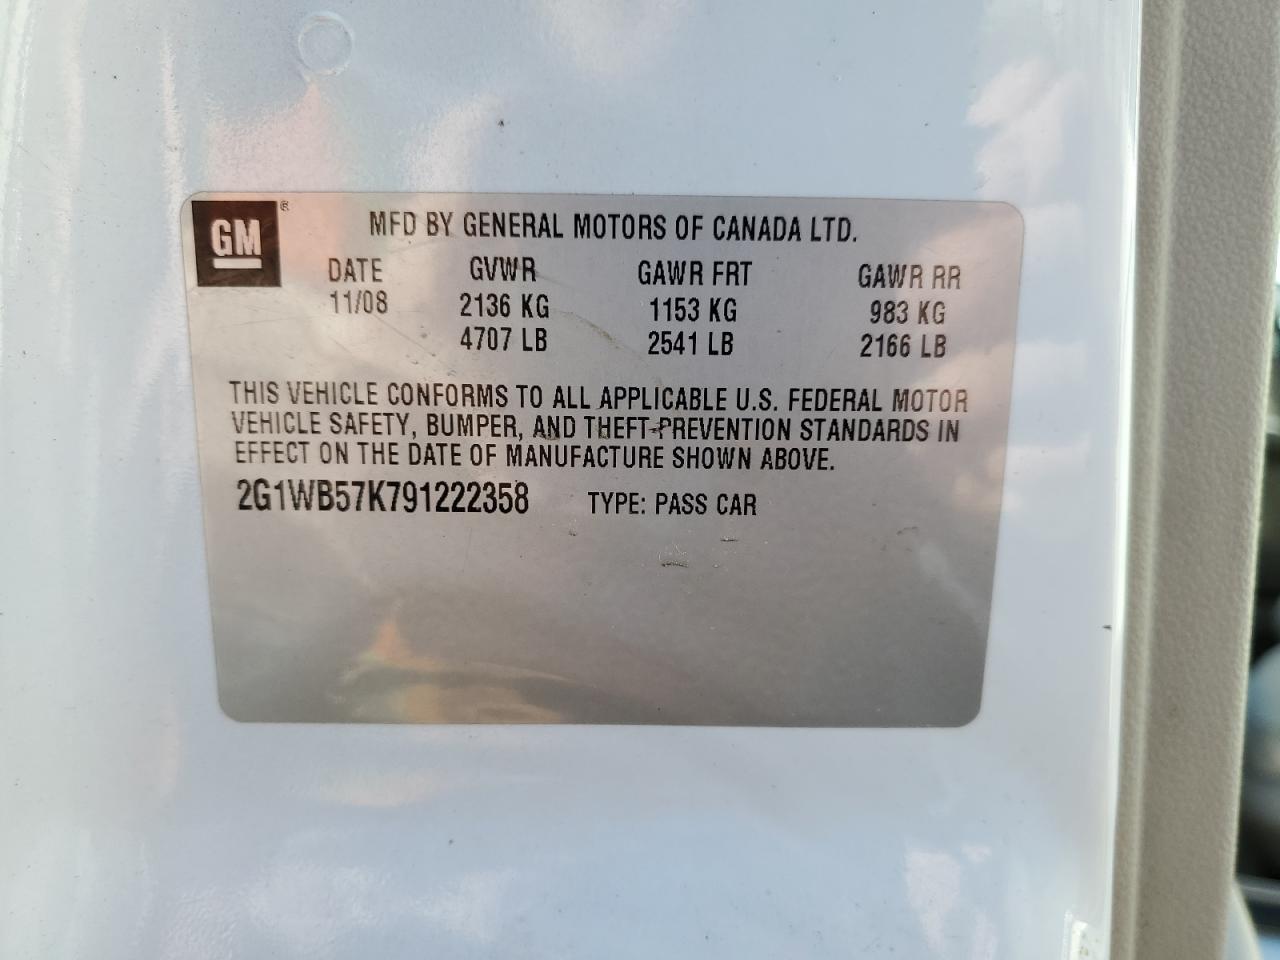 GM®
MFD BY GENERAL MOTORS OF CANADA LTD.
DATE GVWR GAWR FRT GAWR RR
11/08 2136 KG 1153 KG 983 KG
4707 LB 2541 LB 2166 LB
THIS VEHICLE CONFORMS TO ALL APPLICABLE U.S. FEDERAL MOTOR
VEHICLE SAFETY, BUMPER, AND THEFT-PREVENTION STANDARDS IN
EFFECT ON THE DATE OF MANUFACTURE SHOWN ABOVE.
2G1WB57K791222358 TYPE: PASS CAR